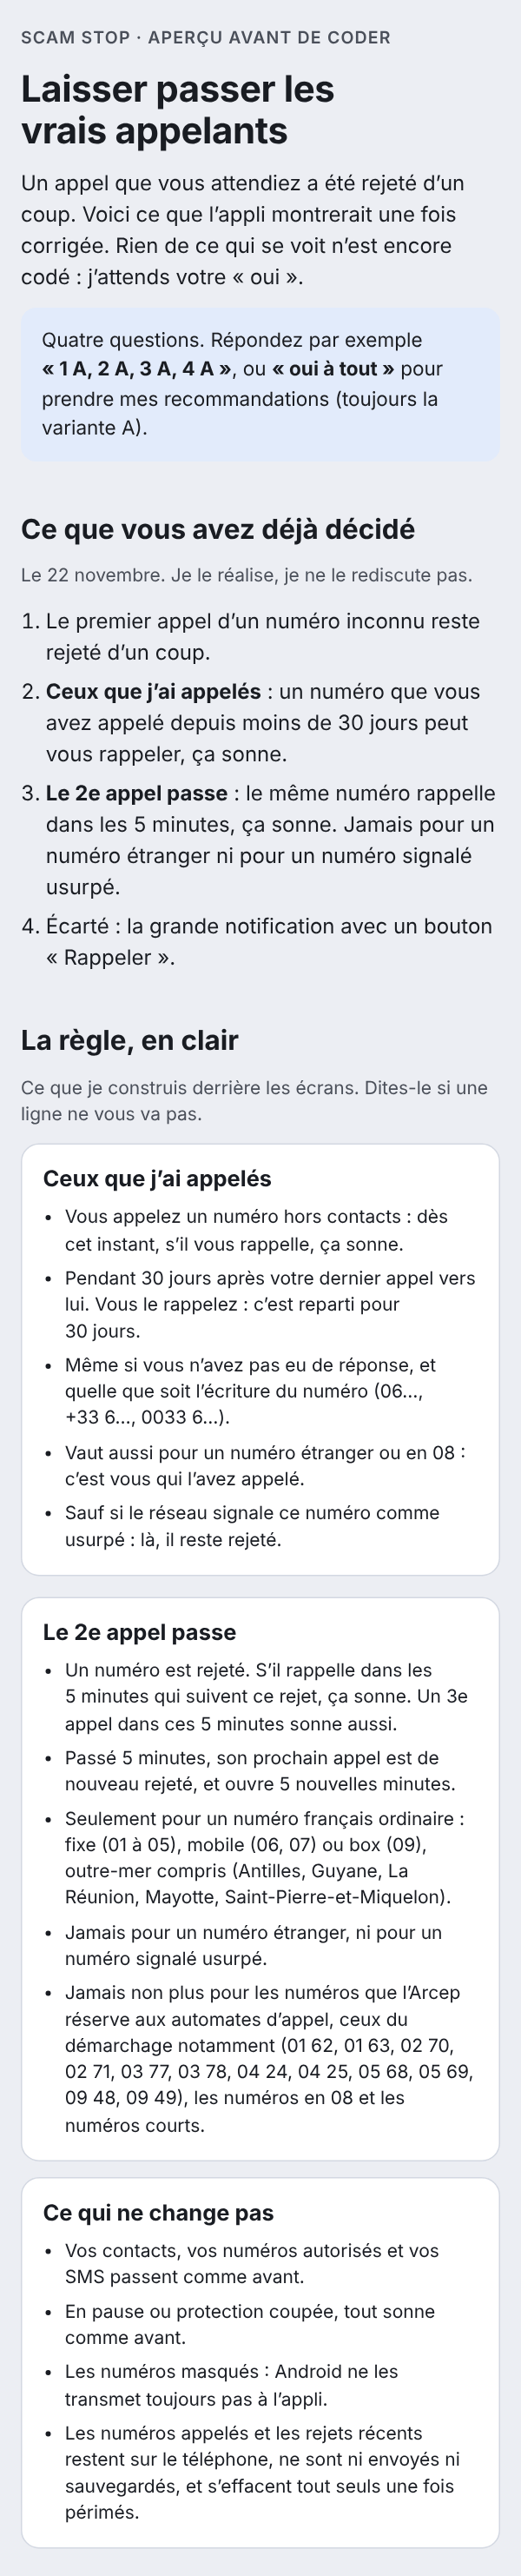 SCAM STOP · APERÇU AVANT DE CODER
Laisser passer les
vrais appelants
Un appel que vous attendiez a été rejeté d’un
coup. Voici ce que l’appli montrerait une fois
corrigée. Rien de ce qui se voit n’est encore
codé : j’attends votre « oui ».
Quatre questions. Répondez par exemple
« 1 A, 2 A, 3 A, 4 A », ou « oui à tout » pour
prendre mes recommandations (toujours la
variante A).
Ce que vous avez déjà décidé
Le 22 novembre. Je le réalise, je ne le rediscute pas.
1. Le premier appel d’un numéro inconnu reste
rejeté d’un coup.
2. Ceux que j’ai appelés : un numéro que vous
avez appelé depuis moins de 30 jours peut
vous rappeler, ça sonne.
3. Le 2e appel passe : le même numéro rappelle
dans les 5 minutes, ça sonne. Jamais pour un
numéro étranger ni pour un numéro signalé
usurpé.
4. Écarté : la grande notification avec un bouton
« Rappeler ».
La règle, en clair
Ce que je construis derrière les écrans. Dites-le si une
ligne ne vous va pas.
Ceux que j’ai appelés
• Vous appelez un numéro hors contacts : dès
cet instant, s’il vous rappelle, ça sonne.
• Pendant 30 jours après votre dernier appel vers
lui. Vous le rappelez : c’est reparti pour
30 jours.
• Même si vous n’avez pas eu de réponse, et
quelle que soit l’écriture du numéro (06…,
+33 6…, 0033 6…).
• Vaut aussi pour un numéro étranger ou en 08 :
c’est vous qui l’avez appelé.
• Sauf si le réseau signale ce numéro comme
usurpé : là, il reste rejeté.
Le 2e appel passe
• Un numéro est rejeté. S’il rappelle dans les
5 minutes qui suivent ce rejet, ça sonne. Un 3e
appel dans ces 5 minutes sonne aussi.
• Passé 5 minutes, son prochain appel est de
nouveau rejeté, et ouvre 5 nouvelles minutes.
• Seulement pour un numéro français ordinaire :
fixe (01 à 05), mobile (06, 07) ou box (09),
outre-mer compris (Antilles, Guyane, La
Réunion, Mayotte, Saint-Pierre-et-Miquelon).
• Jamais pour un numéro étranger, ni pour un
numéro signalé usurpé.
• Jamais non plus pour les numéros que l’Arcep
réserve aux automates d’appel, ceux du
démarchage notamment (01 62, 01 63, 02 70,
02 71, 03 77, 03 78, 04 24, 04 25, 05 68, 05 69,
09 48, 09 49), les numéros en 08 et les
numéros courts.
Ce qui ne change pas
• Vos contacts, vos numéros autorisés et vos
SMS passent comme avant.
• En pause ou protection coupée, tout sonne
comme avant.
• Les numéros masqués : Android ne les
transmet toujours pas à l’appli.
• Les numéros appelés et les rejets récents
restent sur le téléphone, ne sont ni envoyés ni
sauvegardés, et s’effacent tout seuls une fois
périmés.